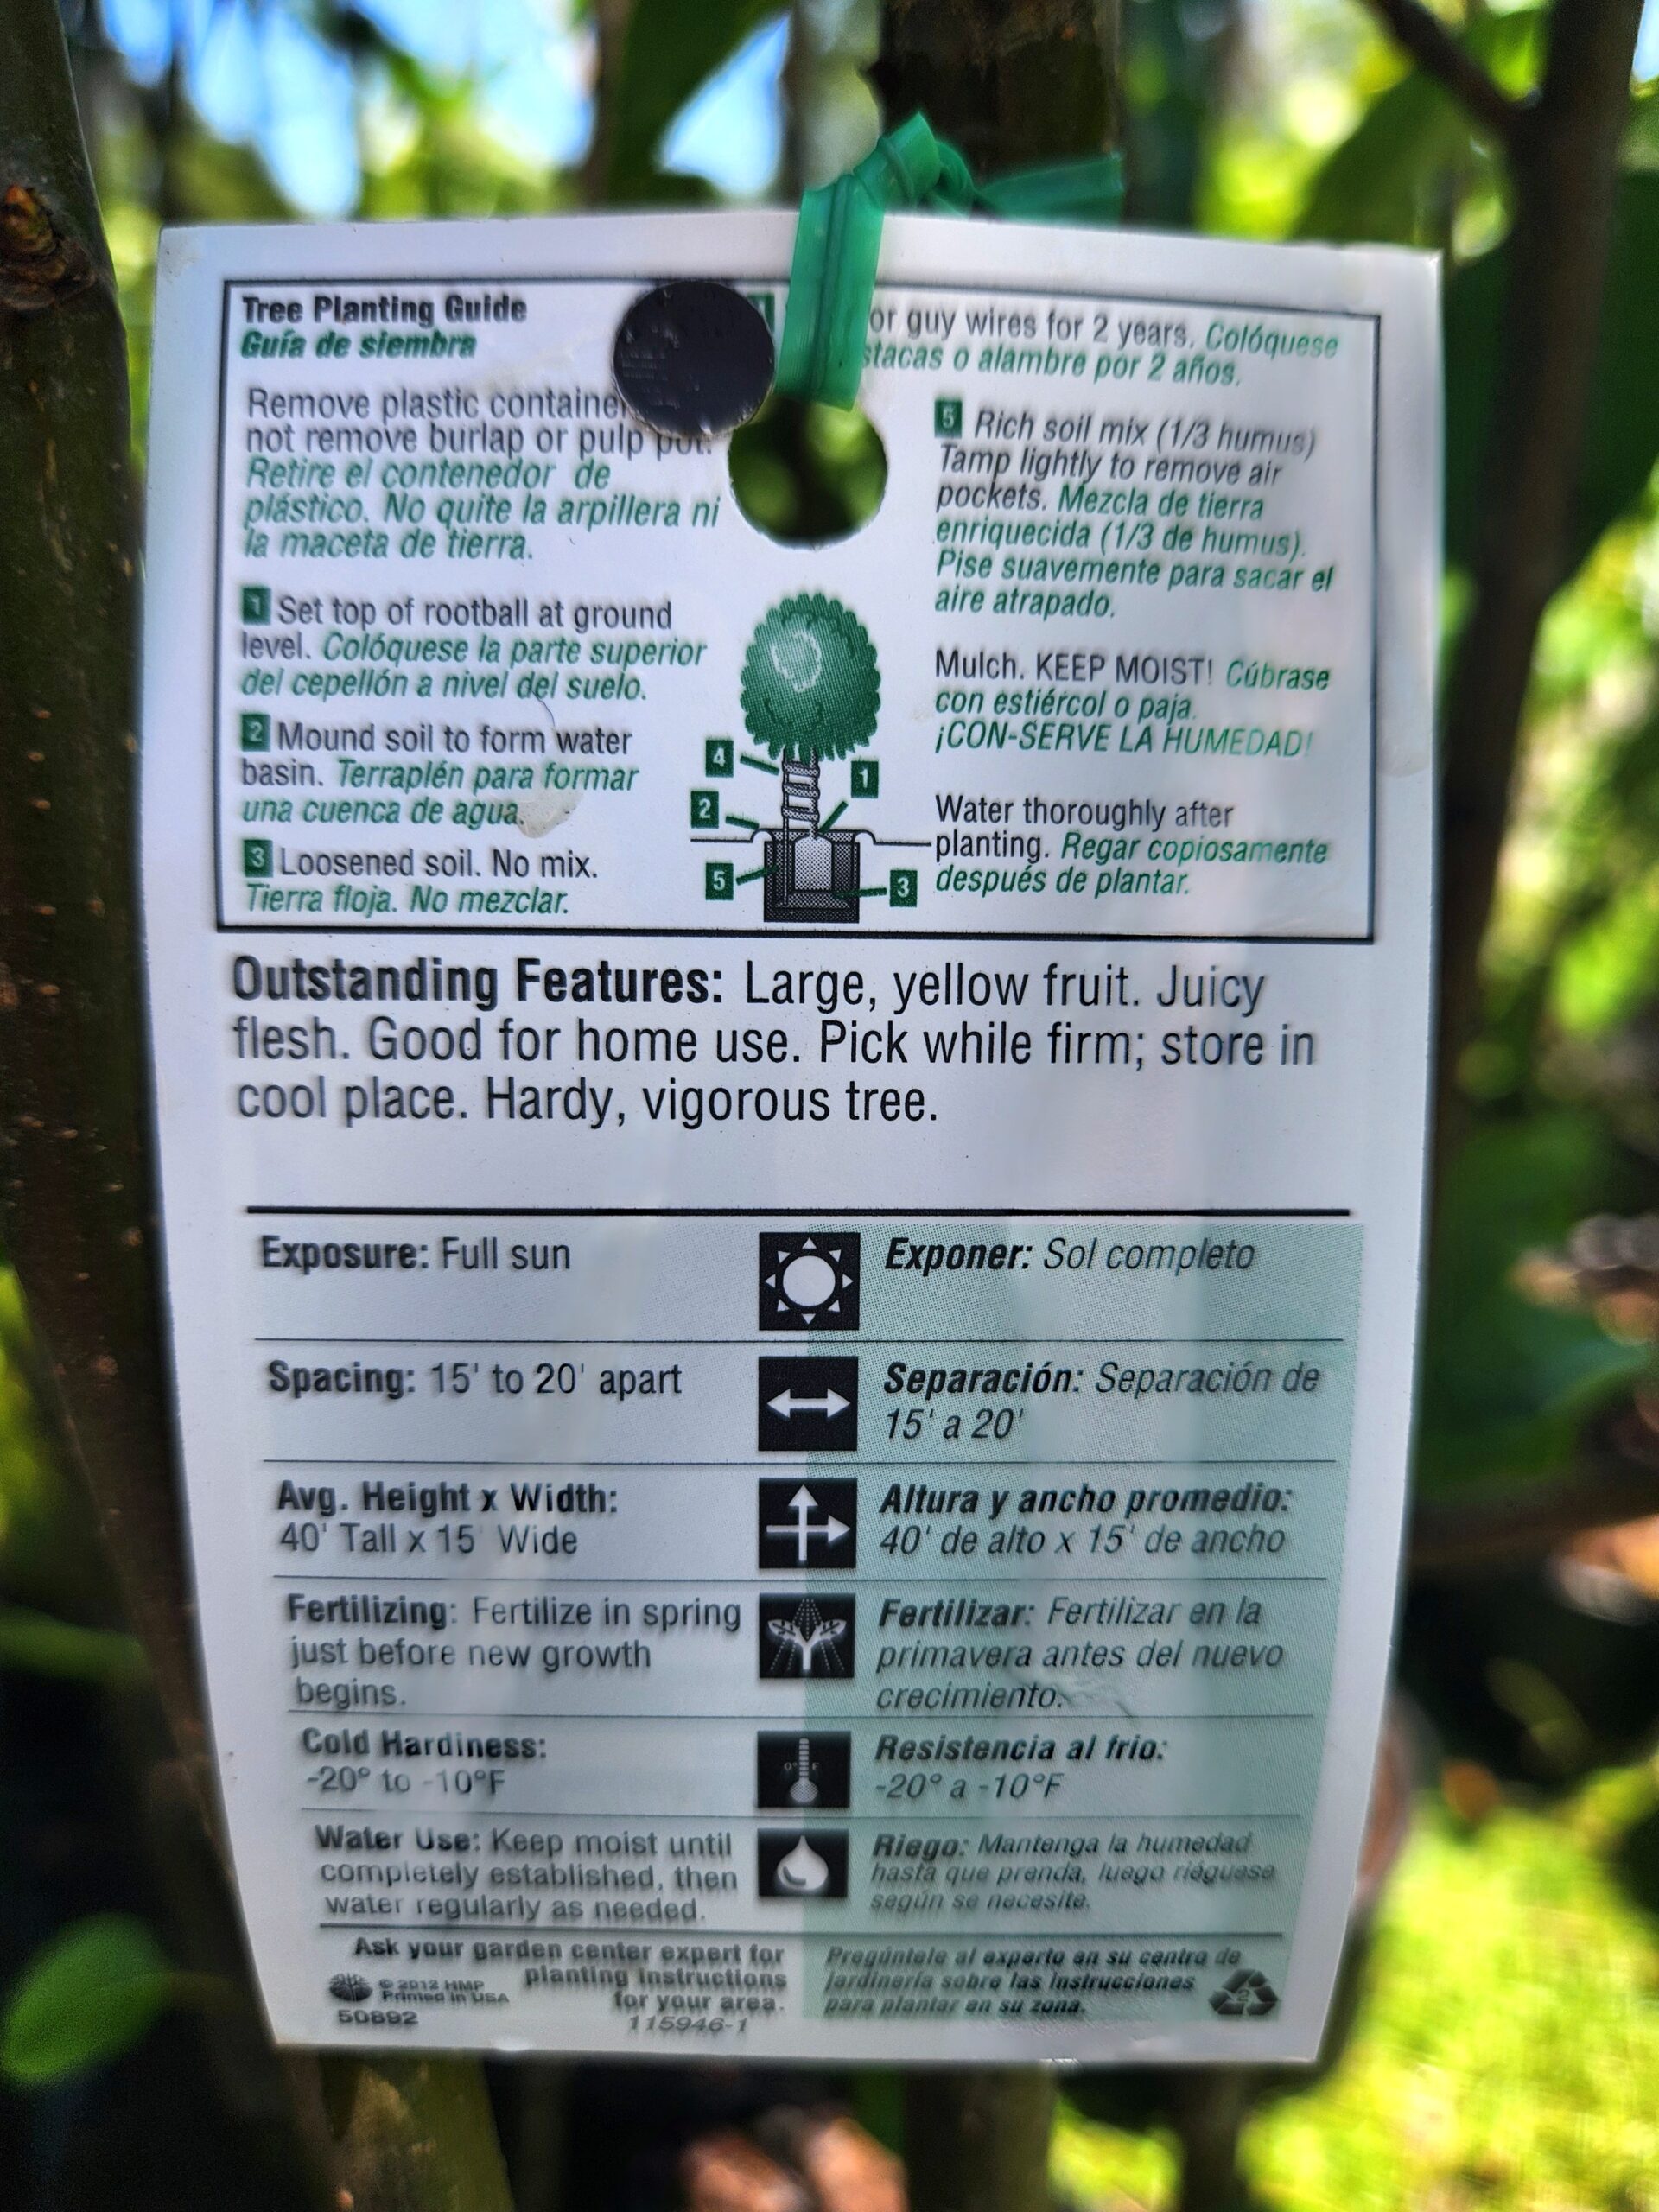 Tree Planting Guide
Guía de siembra
Remove plastic container
not remove burlap or pulp pot.
Retire el contenedor de
plástico. No quite la arpillera ni
la maceta de tierra.
1 Set top of rootball at ground
level. Colóquese la parte superior
del cepellón a nivel del suelo.
2 Mound soil to form water
basin. Terraplén para formar
una cuenca de agua.
3 Loosened soil. No mix.
Tierra floja. No mezclar.
or guy wires for 2 years. Colóquese
stacas o alambre por 2 años.
5 Rich soil mix (1/3 humus)
Tamp lightly to remove air
pockets. Mezcla de tierra
enriquecida (1/3 de humus).
Pise suavemente para sacar el
aire atrapado.
Mulch. KEEP MOIST! Cúbrase
con estiércol o paja.
¡CON-SERVE LA HUMEDAD!
Water thoroughly after
planting. Regar copiosamente
después de plantar.
4
1
2
5
3
Outstanding Features: Large, yellow fruit. Juicy
flesh. Good for home use. Pick while firm; store in
cool place. Hardy, vigorous tree.
Exposure: Full sun
Exponer: Sol completo
Spacing: 15' to 20' apart
Separación: Separación de
15' a 20'
Avg. Height x Width:
40' Tall x 15' Wide
Altura y ancho promedio:
40' de alto x 15' de ancho
Fertilizing: Fertilize in spring
just before new growth
begins.
Fertilizar: Fertilizar en la
primavera antes del nuevo
crecimiento.
Cold Hardiness:
-20° to -10°F
Resistencia al frio:
-20° a -10°F
Water Use: Keep moist until
completely established, then
water regularly as needed.
Riego: Mantenga la humedad
hasta que prenda, luego riéguese
según se necesite.
Ask your garden center expert for
planting instructions
for your area.
© 2012 HMP
Printed in USA
50892
115946-1
Pregúntele al experto en su centro de
jardinería sobre las instrucciones
para plantar en su zona.
2